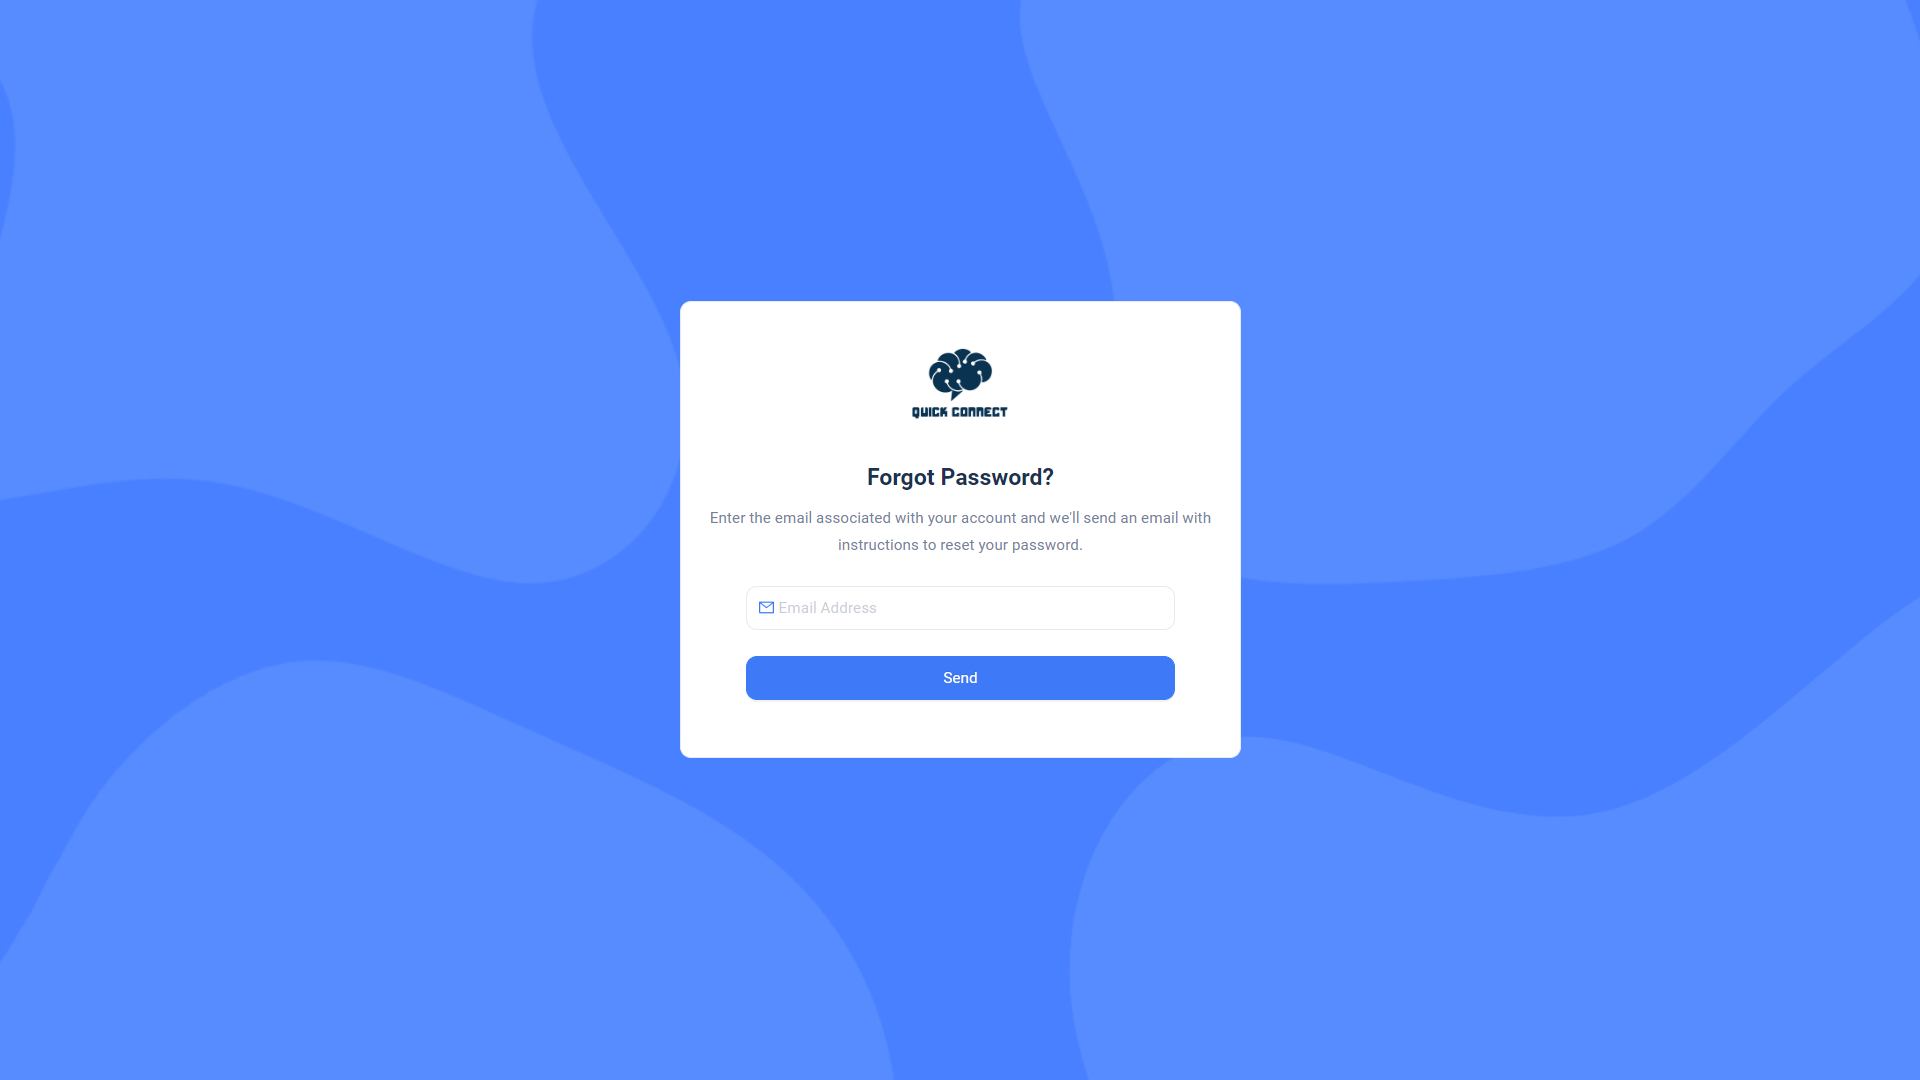 QUICK CONNECT
Forgot Password?
Enter the email associated with your account and we'll send an email with
instructions to reset your password.
Email Address
Send